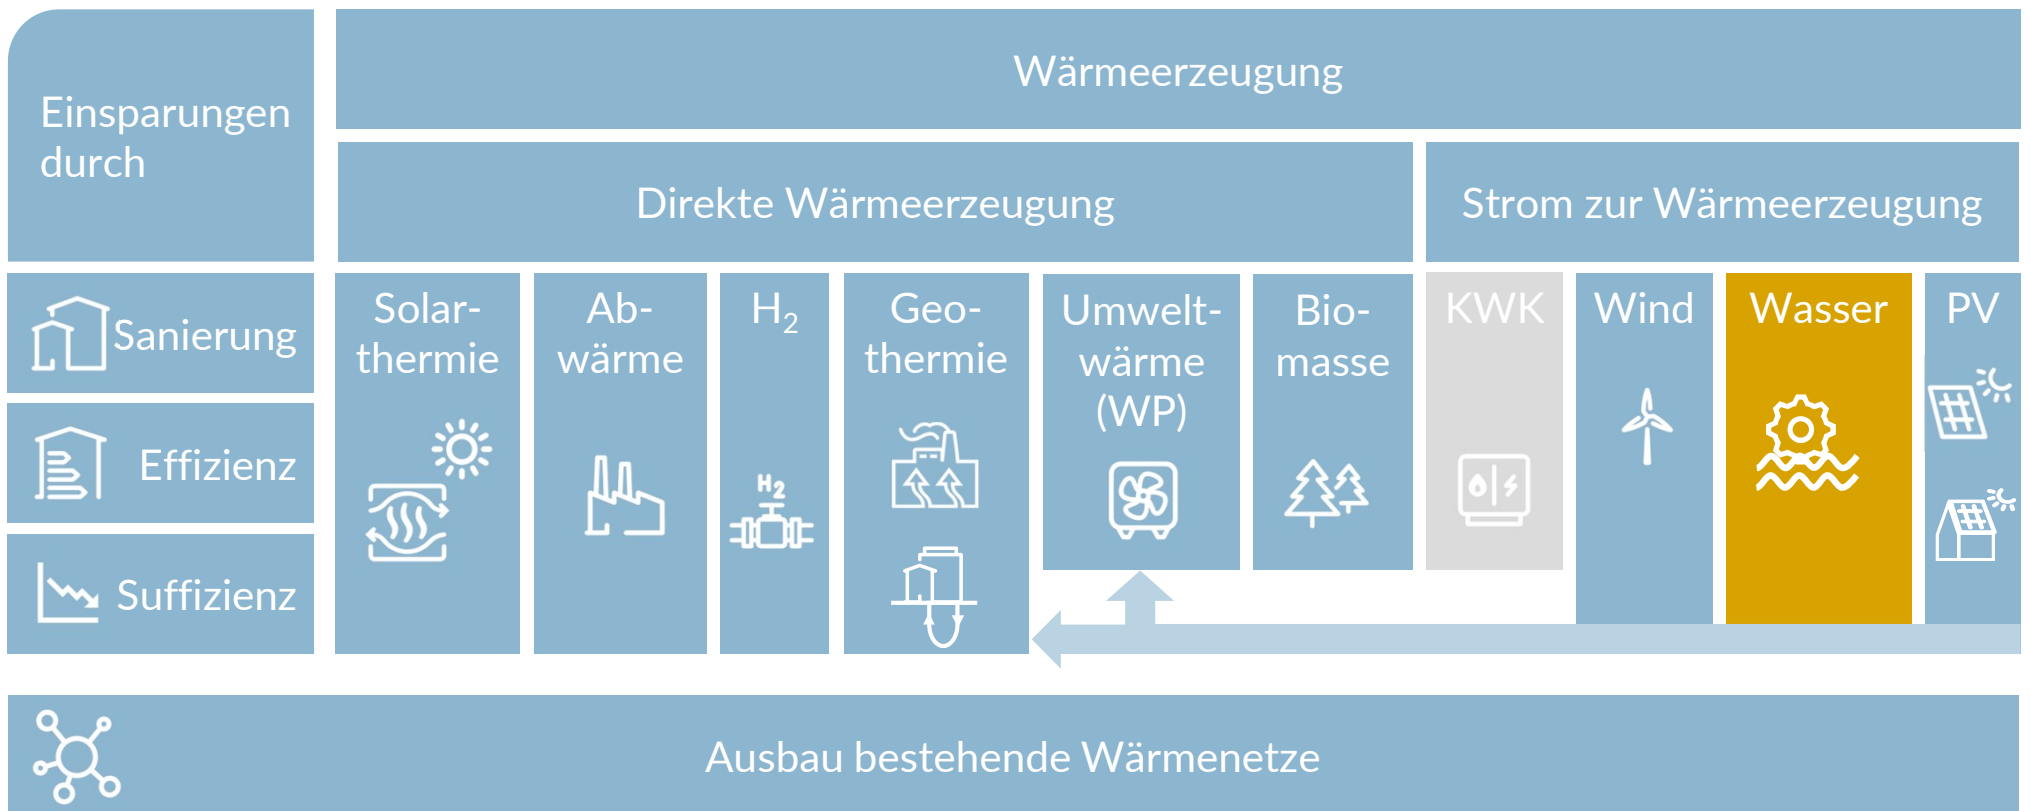 Einsparungen
durch
Wärmeerzeugung
Direkte Wärmeerzeugung
Strom zur Wärmeerzeugung
Sanierung
Effizienz
Suffizienz
Solar-
thermie
Ab-
wärme
H₂
H₂
Geo-
thermie
Umwelt-
wärme
(WP)
Bio-
masse
KWK
Wind
Wasser
PV
Ausbau bestehende Wärmenetze